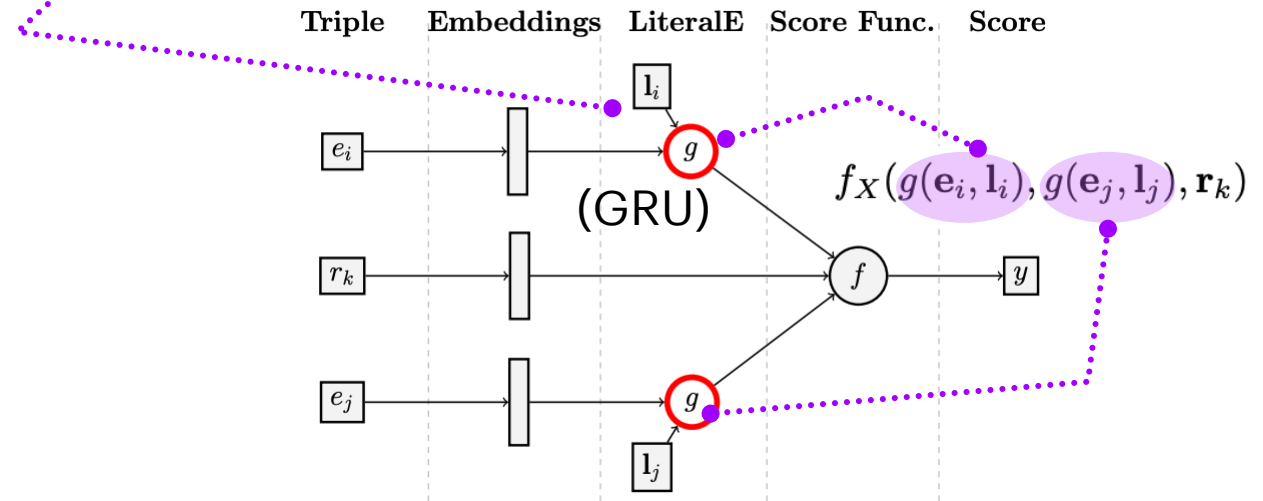 Triple Embeddings LiteralE Score Func. Score
l_i
e_i g
f_X(g(e_i, l_i), g(e_j, l_j), r_k)
(GRU)
r_k f y
e_j g
l_j